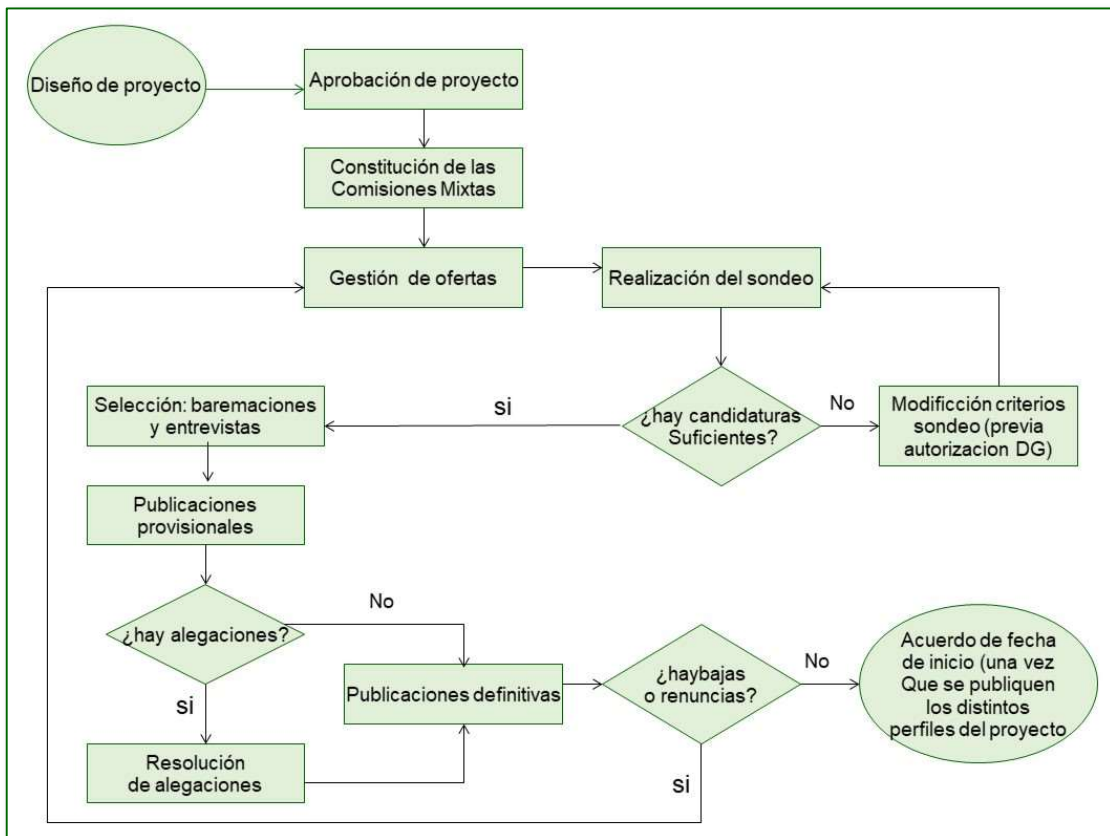 Diseño de proyecto
Aprobación de proyecto
Constitución de las
Comisiones Mixtas
Gestión de ofertas
Realización del sondeo
Selección: baremaciones
y entrevistas
si
¿hay candidaturas
Suficientes?
No
Modificción criterios
sondeo (previa
autorizacion DG)
Publicaciones
provisionales
¿hay alegaciones?
No
si
Resolución
de alegaciones
Publicaciones definitivas
¿haybajas
o renuncias?
No
si
Acuerdo de fecha
de inicio (una vez
Que se publiquen
los distintos
perfiles del proyecto